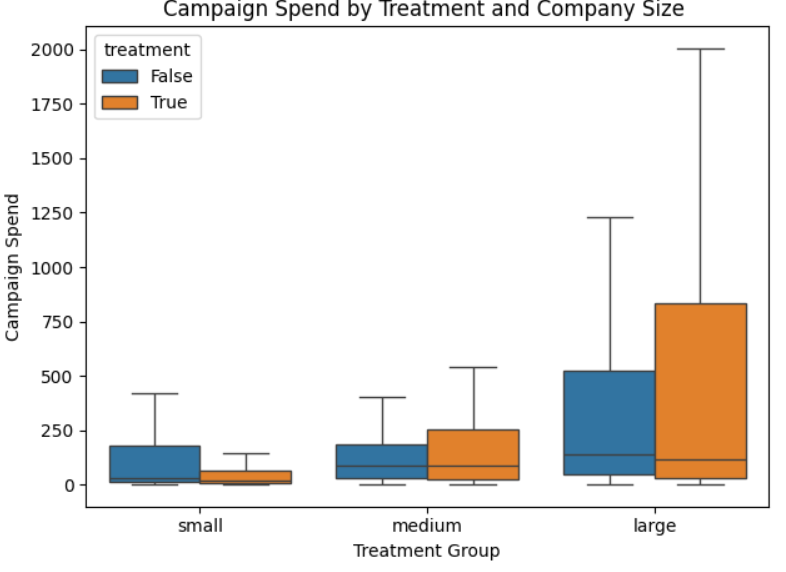 Campaign Spend by Treatment and Company Size
treatment
False
True
2000
1750
1500
1250
1000
750
500
250
0
Campaign Spend
small
medium
large
Treatment Group